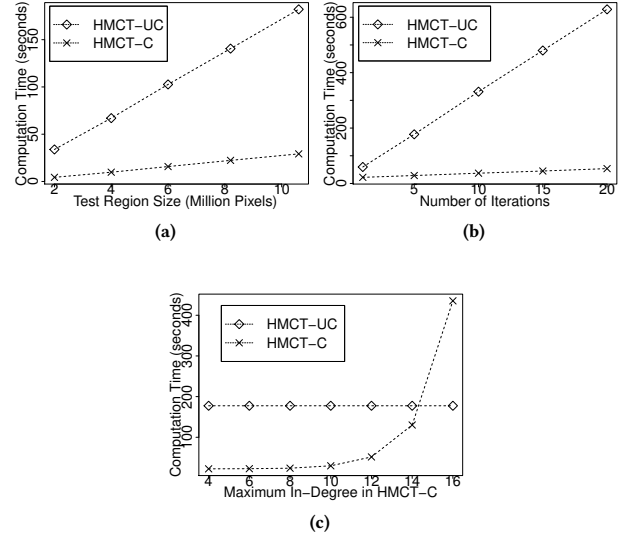 Computation Time (seconds)
0 50 100 150
HMCT-UC
HMCT-C
2 4 6 8 10
Test Region Size (Million Pixels)
(a)
Computation Time (seconds)
0 200 400 600
HMCT-UC
HMCT-C
5 10 15 20
Number of Iterations
(b)
Computation Time (seconds)
100 200 300 400
HMCT-UC
HMCT-C
4 6 8 10 12 14 16
Maximum In-Degree in HMCT-C
(c)